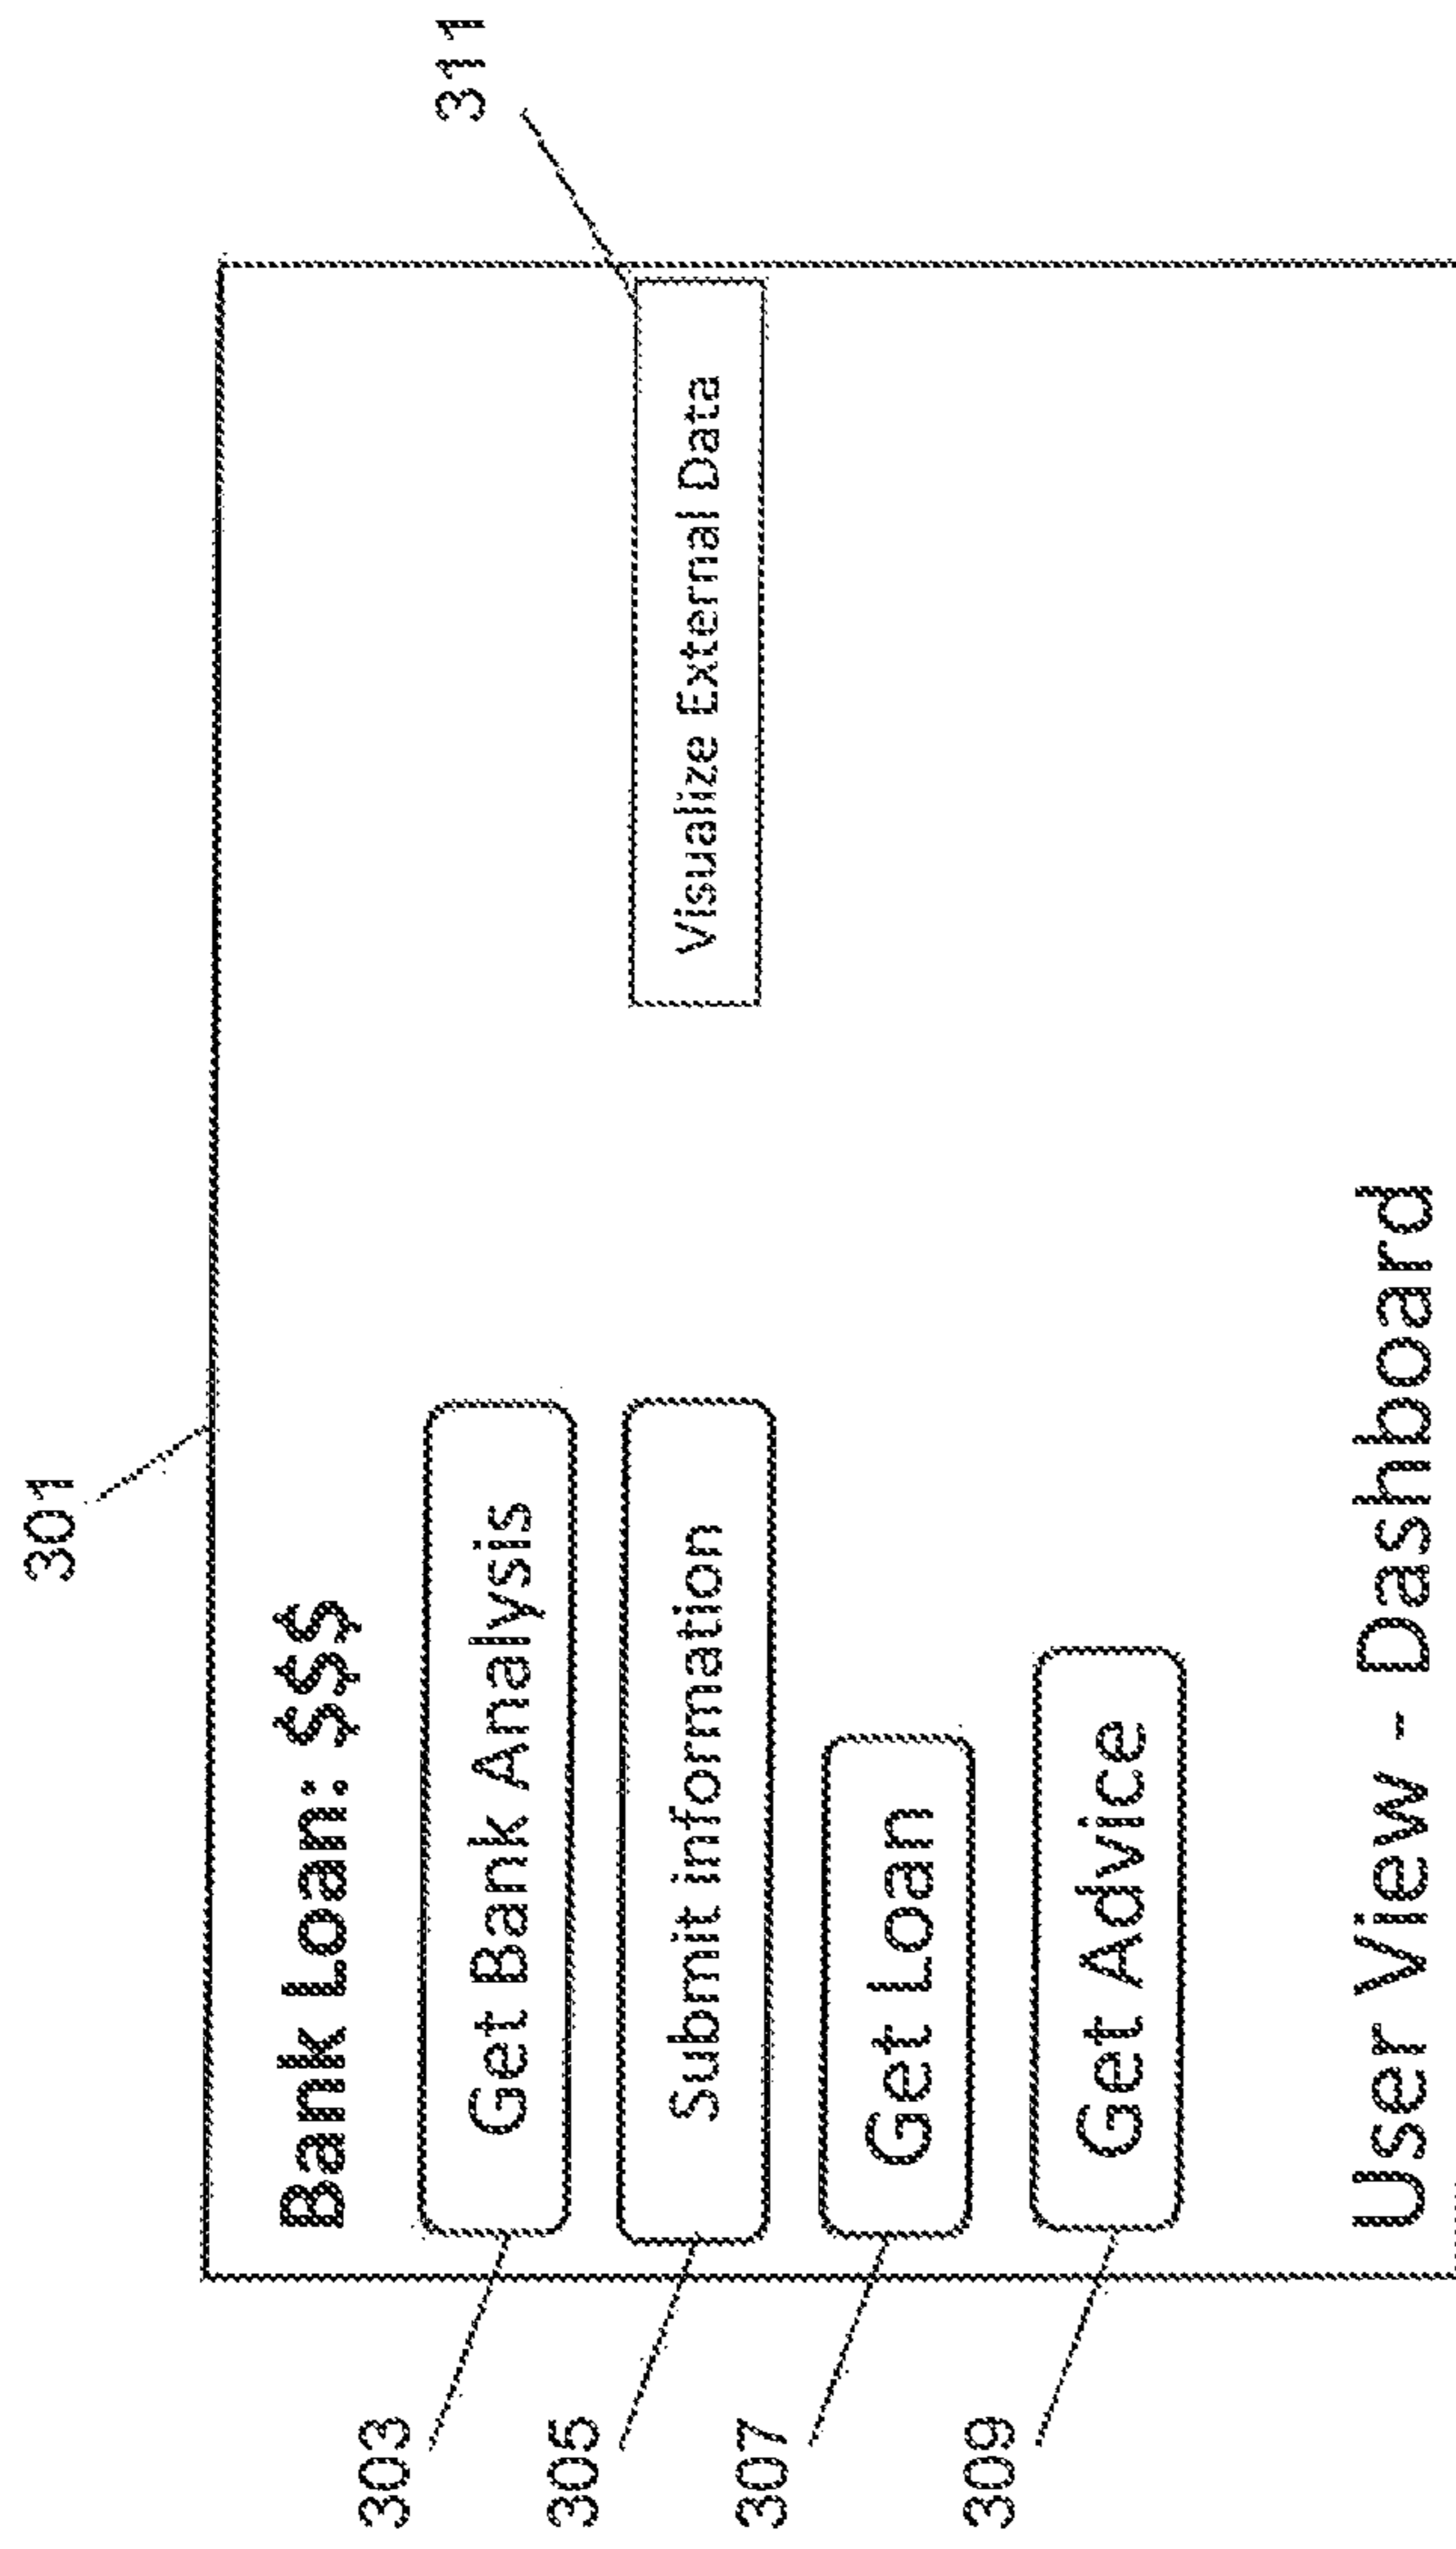 301
Bank Loan: $$$
311
303
Get Bank Analysis
305
Submit information
Visualize External Data
307
Get Loan
309
Get Advice
User View - Dashboard